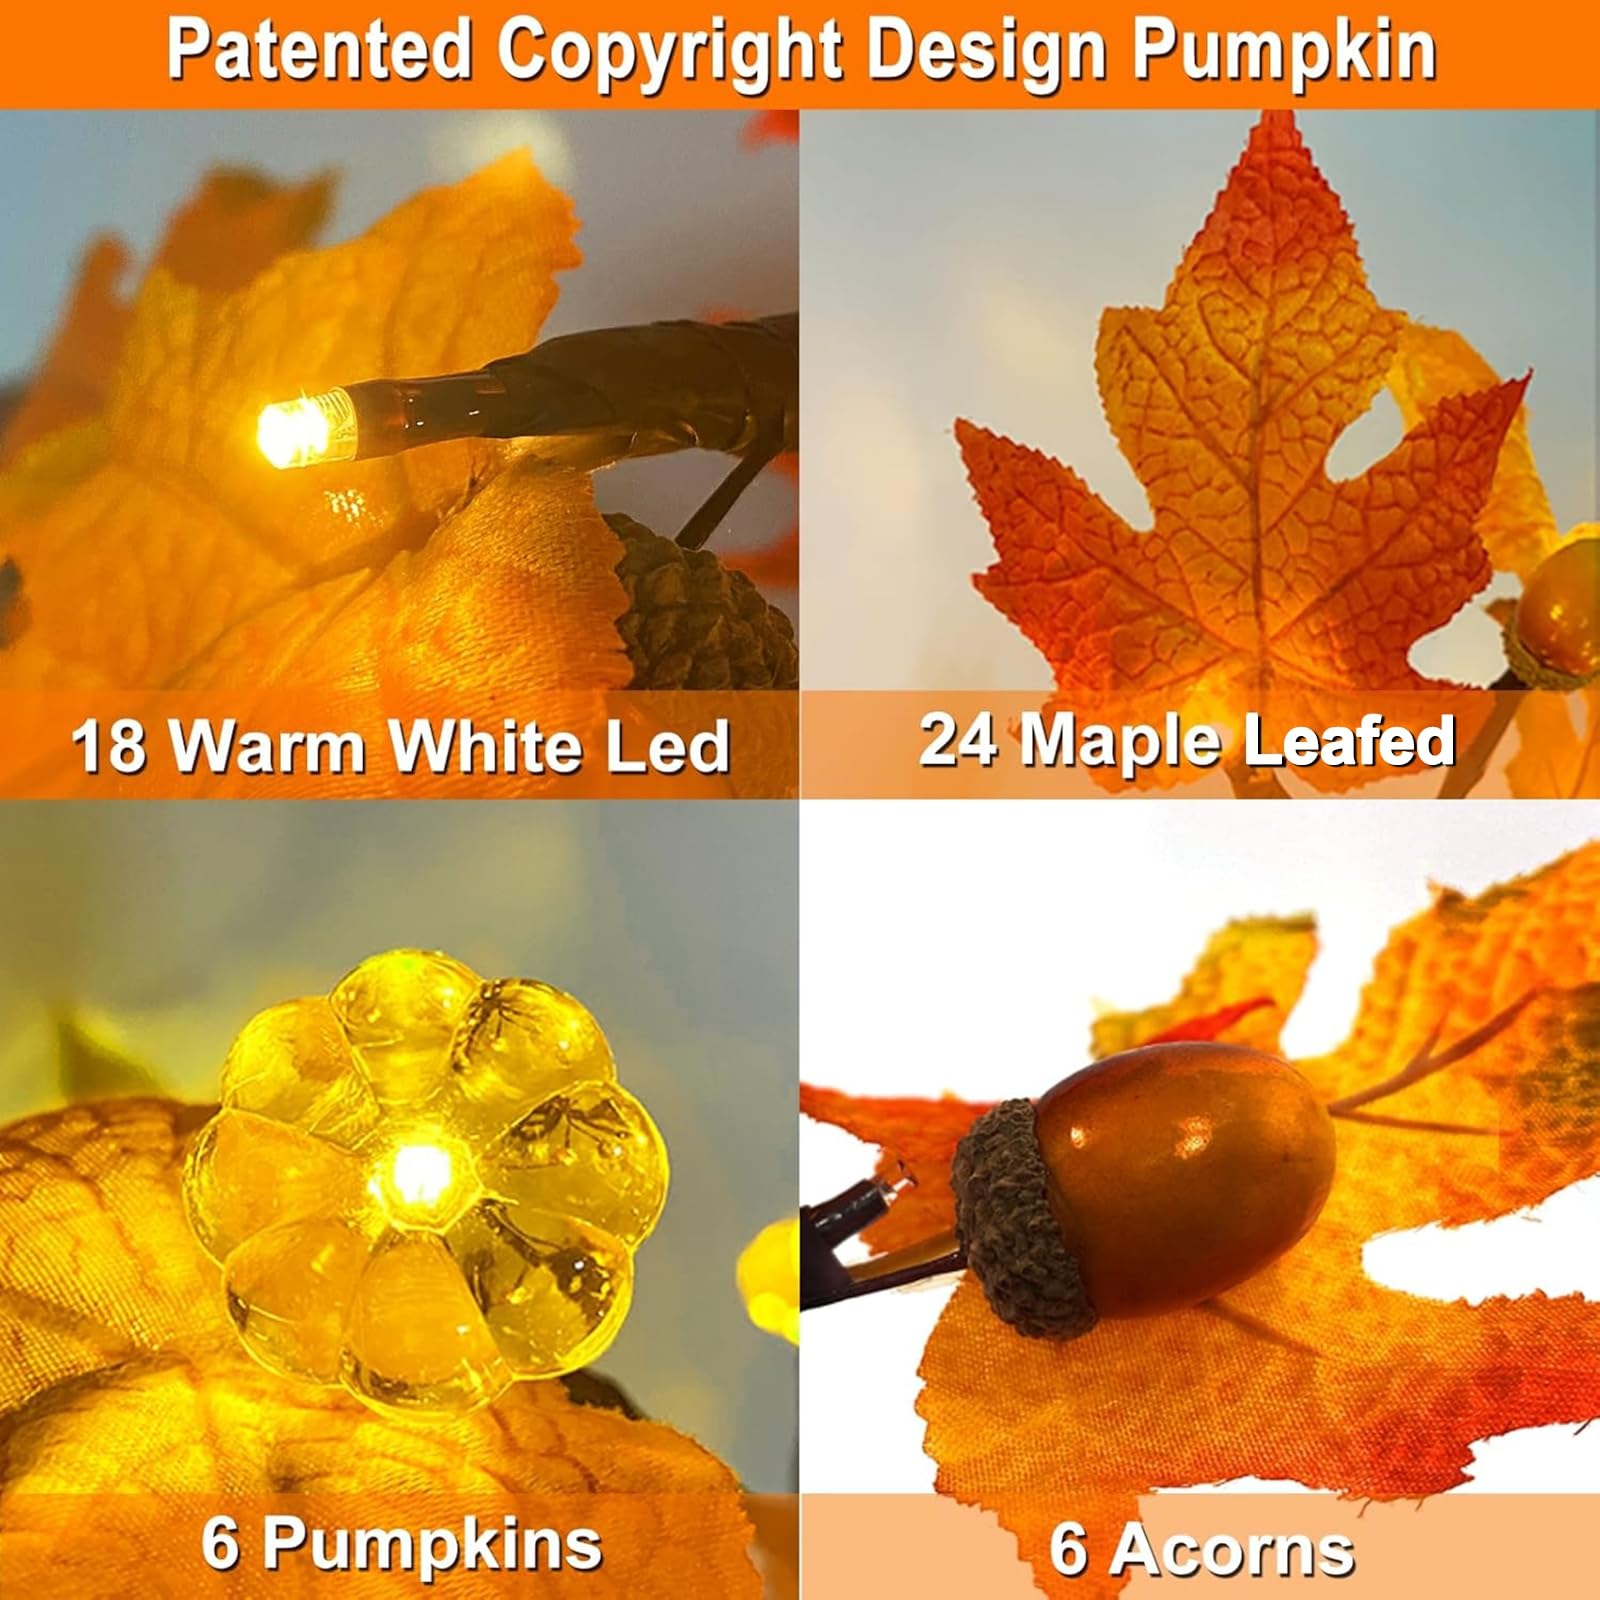 Patented Copyright Design Pumpkin
18 Warm White Led
24 Maple Leafed
6 Pumpkins
6 Acorns